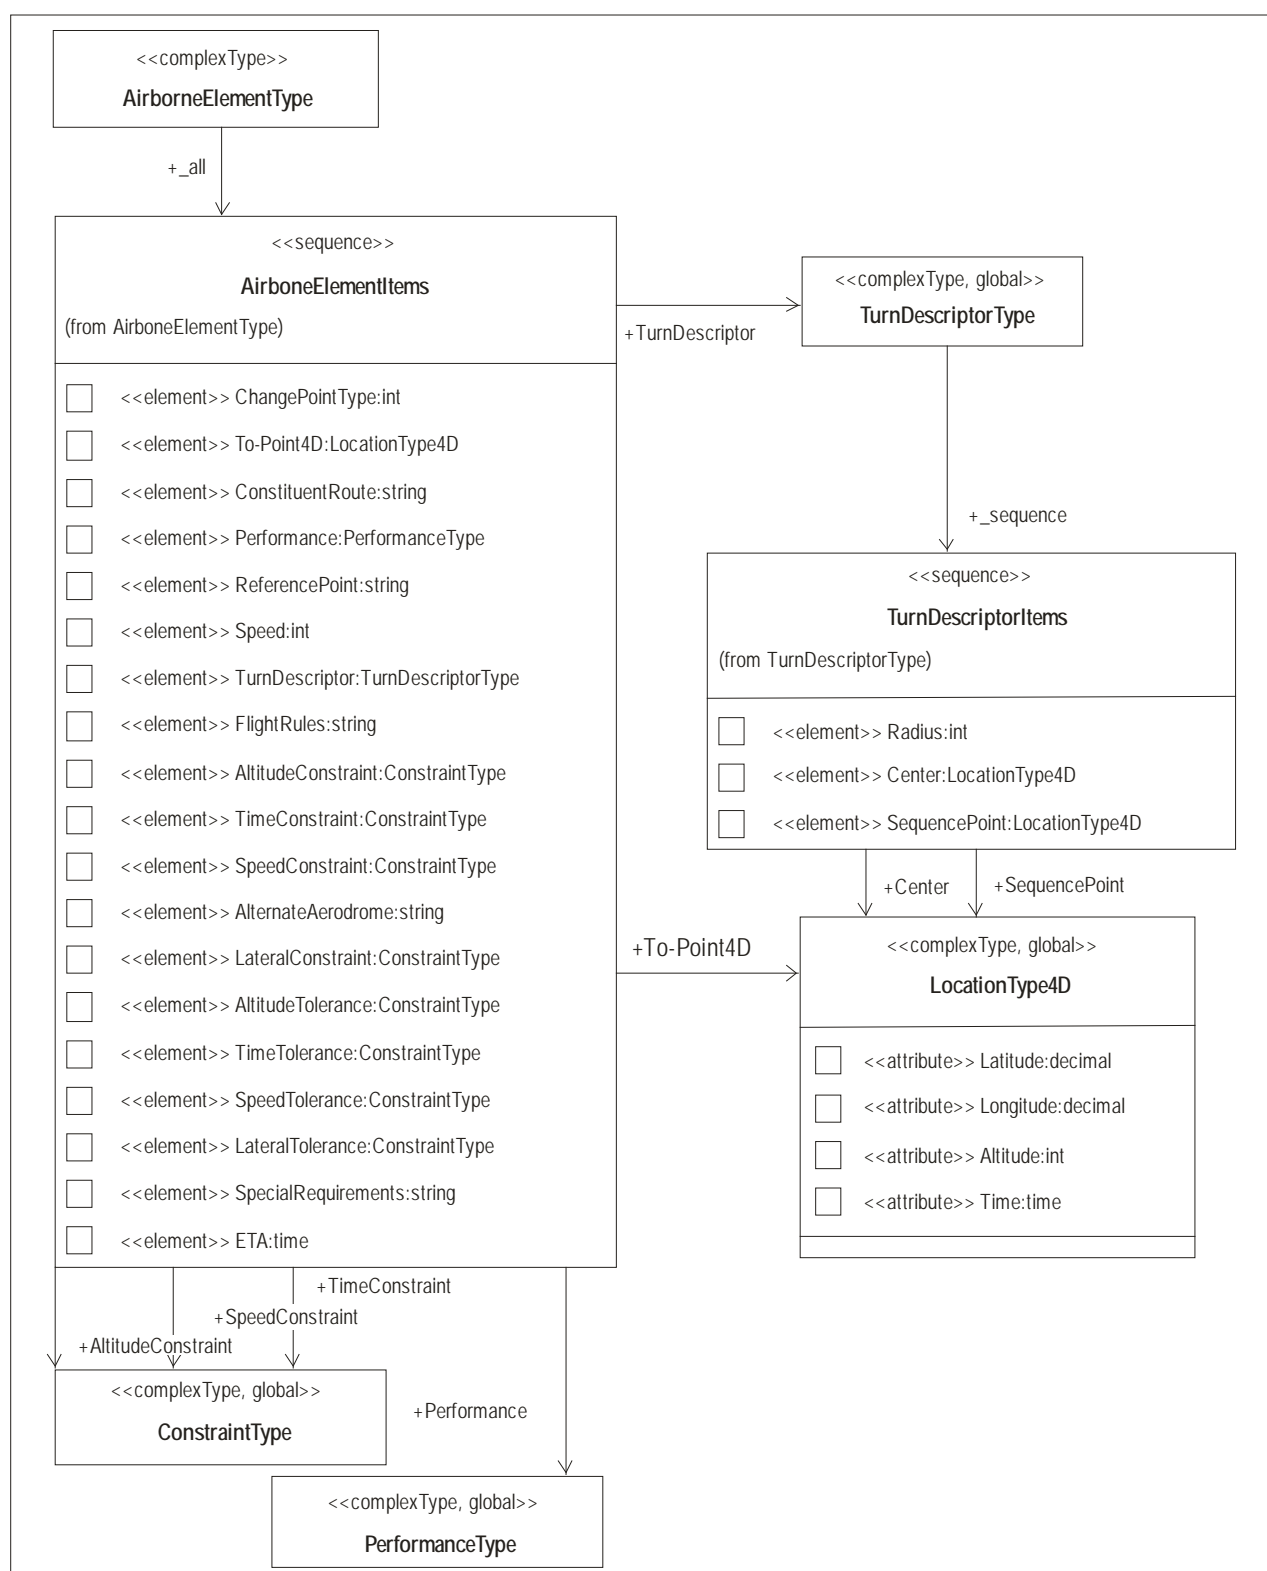 <<complexType>>
AirborneElementType
+_all
<<sequence>>
AirboneElementItems
(from AirboneElementType)
<<element>> ChangePointType:int
<<element>> To-Point4D:LocationType4D
<<element>> ConstituentRoute:string
<<element>> Performance:PerformanceType
<<element>> ReferencePoint:string
<<element>> Speed:int
<<element>> TurnDescriptor:TurnDescriptorType
<<element>> FlightRules:string
<<element>> AltitudeConstraint:ConstraintType
<<element>> TimeConstraint:ConstraintType
<<element>> SpeedConstraint:ConstraintType
<<element>> AlternateAerodrome:string
<<element>> LateralConstraint:ConstraintType
<<element>> AltitudeTolerance:ConstraintType
<<element>> TimeTolerance:ConstraintType
<<element>> SpeedTolerance:ConstraintType
<<element>> LateralTolerance:ConstraintType
<<element>> SpecialRequirements:string
<<element>> ETA:time
+TurnDescriptor
<<complexType, global>>
TurnDescriptorType
+_sequence
<<sequence>>
TurnDescriptorItems
(from TurnDescriptorType)
<<element>> Radius:int
<<element>> Center:LocationType4D
<<element>> SequencePoint:LocationType4D
+Center
+SequencePoint
+To-Point4D
<<complexType, global>>
LocationType4D
<<attribute>> Latitude:decimal
<<attribute>> Longitude:decimal
<<attribute>> Altitude:int
<<attribute>> Time:time
+TimeConstraint
+SpeedConstraint
+AltitudeConstraint
<<complexType, global>>
ConstraintType
+Performance
<<complexType, global>>
PerformanceType